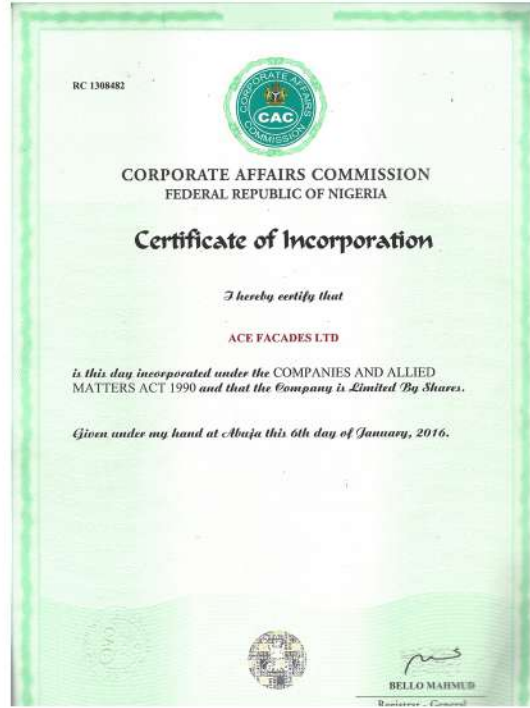 RC 1308482
CORPORATE AFFAIRS
CAC
COMMISSION
CORPORATE AFFAIRS COMMISSION
FEDERAL REPUBLIC OF NIGERIA
Certificate of Incorporation
I hereby certify that
ACE FACADES LTD
is this day incorporated under the COMPANIES AND ALLIED
MATTERS ACT 1990 and that the Company is Limited By Shares.
Given under my hand at Abuja this 6th day of January, 2016.
BELLO MAHMUD
Registrar - General